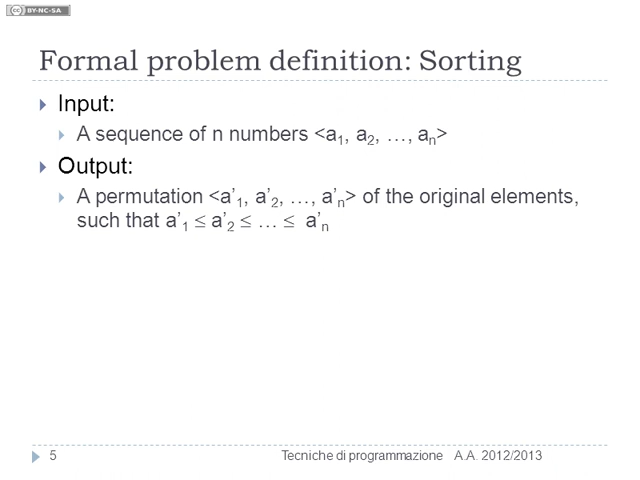 BY-NC-SA
Formal problem definition: Sorting
Input:
A sequence of n numbers <a1, a2, …, an>
Output:
A permutation <a’1, a’2, …, a’n> of the original elements,
such that a’1 ≤ a’2 ≤ … ≤ a’n
5 Tecniche di programmazione A.A. 2012/2013